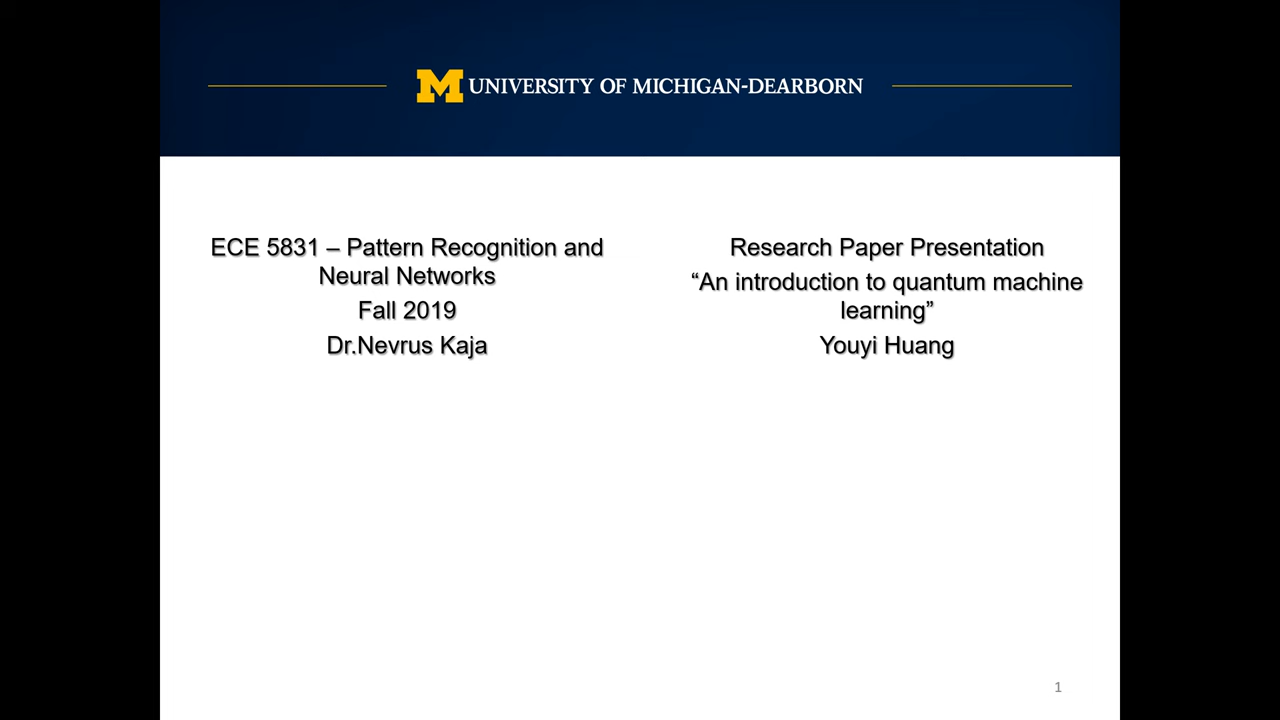 M UNIVERSITY OF MICHIGAN-DEARBORN
ECE 5831 – Pattern Recognition and
Neural Networks
Fall 2019
Dr.Nevrus Kaja
Research Paper Presentation
“An introduction to quantum machine
learning”
Youyi Huang
1